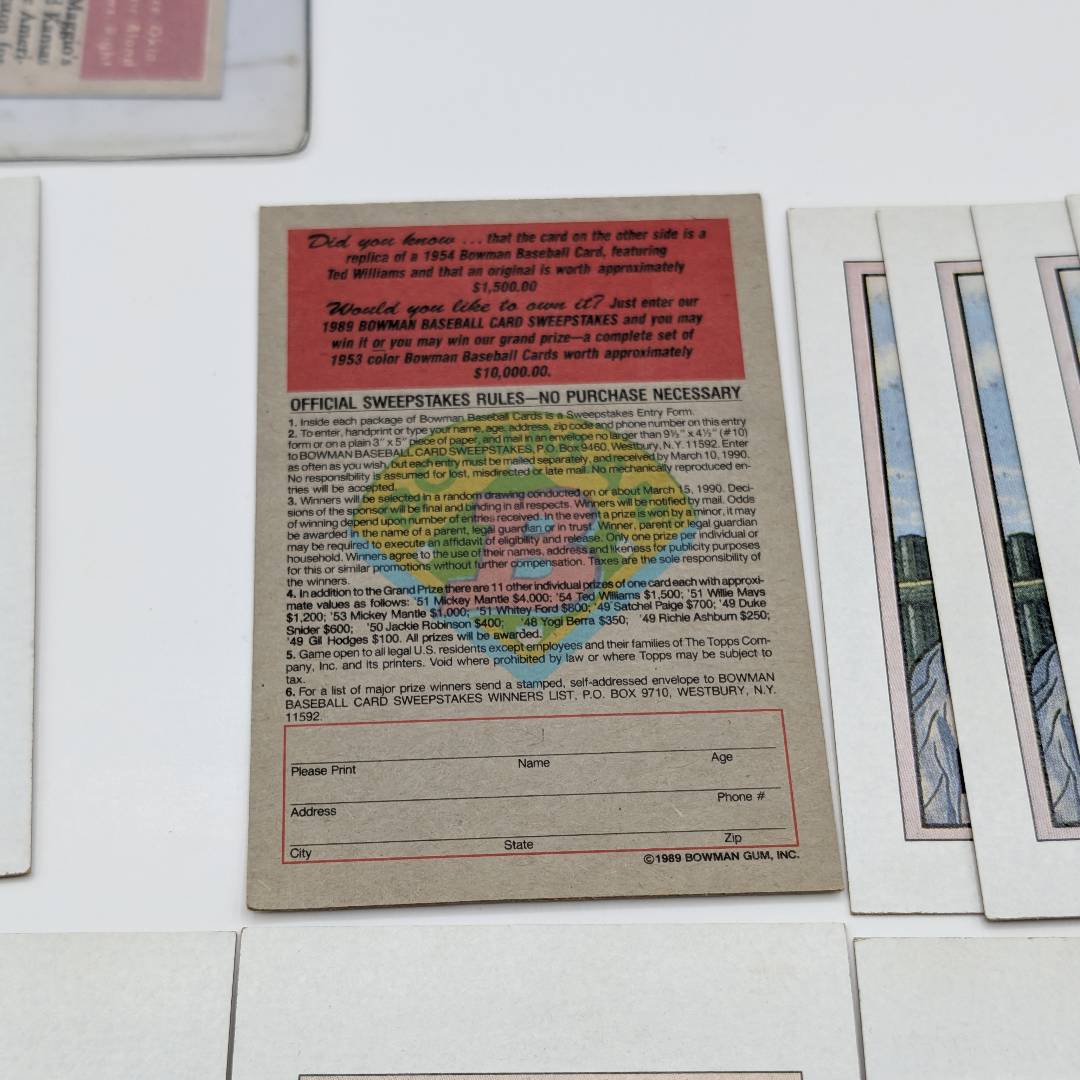 Maggio's
d Kansas
Ameri-
Did you know ... that the card on the other side is a
replica of a 1954 Bowman Baseball Card, featuring
Ted Williams and that an original is worth approximately
$1,500.00
Would you like to own it? Just enter our
1989 BOWMAN BASEBALL CARD SWEEPSTAKES and you may
win it or you may win our grand prize—a complete set of
1953 color Bowman Baseball Cards worth approximately
$10,000.00.
OFFICIAL SWEEPSTAKES RULES—NO PURCHASE NECESSARY
1. Inside each package of Bowman Baseball Cards is a Sweepstakes Entry Form.
2. To enter, handprint or type your name, age, address, zip code and phone number on this entry
form or on a plain 3" x 5" piece of paper, and mail in an envelope no larger than 9½" x 4½" (#10)
to BOWMAN BASEBALL CARD SWEEPSTAKES, P.O. Box 9460, Westbury, N.Y. 11592. Enter
as often as you wish, but each entry must be mailed separately, and received by March 10, 1990.
No responsibility is assumed for lost, misdirected or late mail. No mechanically reproduced en-
tries will be accepted.
3. Winners will be selected in a random drawing conducted on or about March 15, 1990. Deci-
sions of the sponsor will be final and binding in all respects. Winners will be notified by mail. Odds
of winning depend upon number of entries received. In the event a prize is won by a minor, it may
be awarded in the name of a parent, legal guardian or in trust. Winner, parent or legal guardian
may be required to execute an affidavit of eligibility and release. Only one prize per individual or
household. Winners agree to the use of their names, address and likeness for publicity purposes
for this or similar promotions without further compensation. Taxes are the sole responsibility of
the winners.
4. In addition to the Grand Prize there are 11 other individual prizes of one card each with approxi-
mate values as follows: '51 Mickey Mantle $4,000; '54 Ted Williams $1,500; '51 Willie Mays
$1,200; '53 Mickey Mantle $1,000; '51 Whitey Ford $800; '49 Satchel Paige $700; '49 Duke
Snider $600; '50 Jackie Robinson $400; '48 Yogi Berra $350; '49 Richie Ashburn $250;
'49 Gil Hodges $100. All prizes will be awarded.
5. Game open to all legal U.S. residents except employees and their families of The Topps Com-
pany, Inc. and its printers. Void where prohibited by law or where Topps may be subject to
tax.
6. For a list of major prize winners send a stamped, self-addressed envelope to BOWMAN
BASEBALL CARD SWEEPSTAKES WINNERS LIST, P.O. BOX 9710, WESTBURY, N.Y.
11592.
Please Print Name Age
Address Phone #
City State Zip
©1989 BOWMAN GUM, INC.